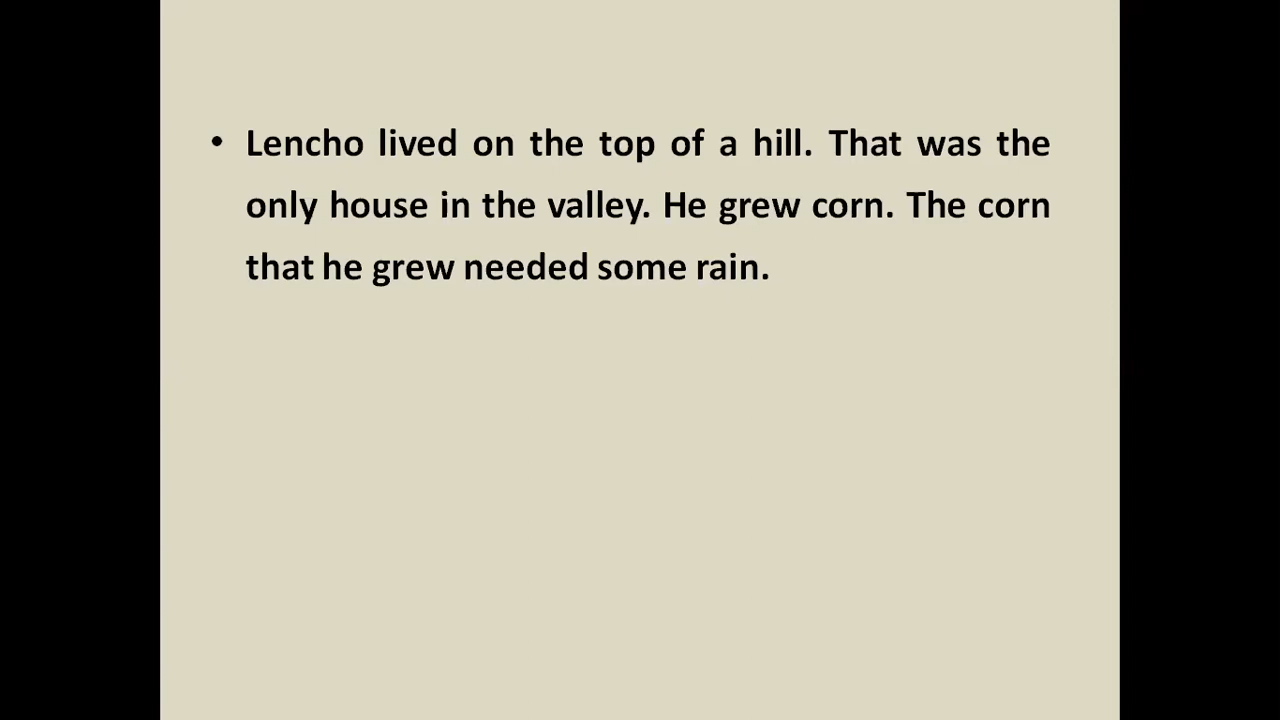 • Lencho lived on the top of a hill. That was the
only house in the valley. He grew corn. The corn
that he grew needed some rain.